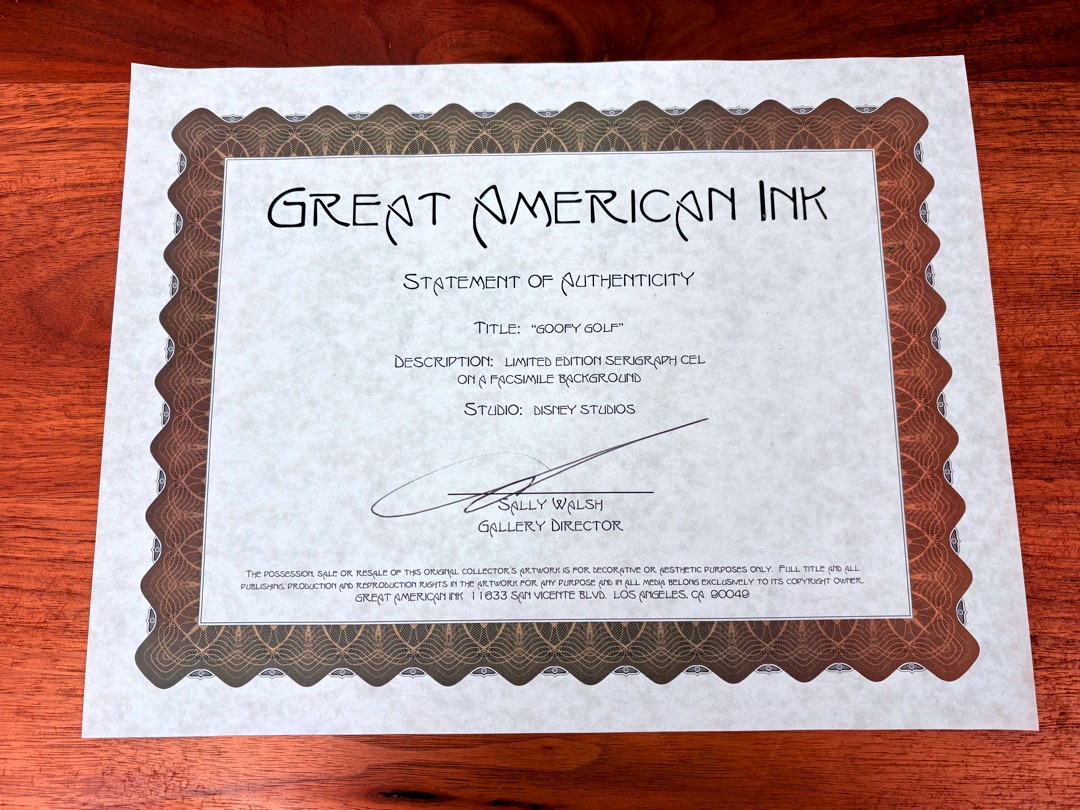 GREAT AMERICAN INK
STATEMENT OF AUTHENTICITY
TITLE: "GOOFY GOLF"
DESCRIPTION: LIMITED EDITION SERIGRAPH CEL
ON A FACSIMILE BACKGROUND
STUDIO: DISNEY STUDIOS
SALLY WALSH
GALLERY DIRECTOR
THE POSSESSION, SALE OR RESALE OF THIS ORIGINAL COLLECTOR'S ARTWORK IS FOR DECORATIVE OR AESTHETIC PURPOSES ONLY. FULL TITLE AND ALL
PUBLISHING, PRODUCTION AND REPRODUCTION RIGHTS IN THE ARTWORK FOR ANY PURPOSE AND IN ALL MEDIA BELONG EXCLUSIVELY TO ITS COPYRIGHT OWNER.
GREAT AMERICAN INK 11633 SAN VICENTE BLVD. LOS ANGELES, CA 90049